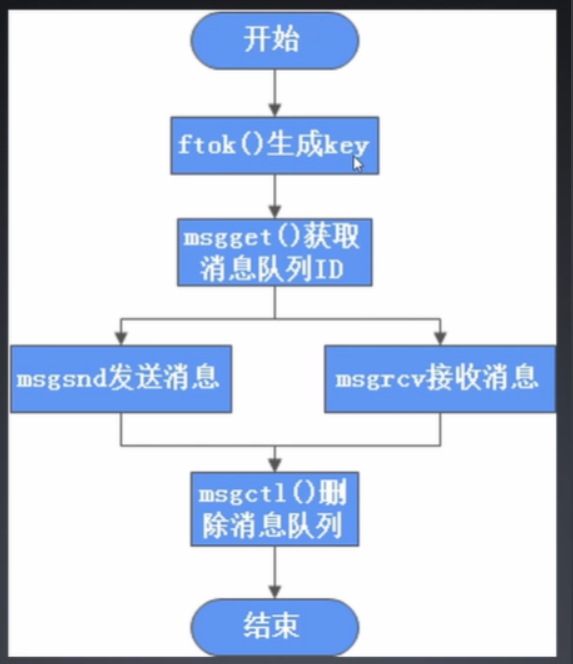 开始
ftok()生成key
msgget()获取
消息队列ID
msgsnd发送消息
msgrcv接收消息
msgctl()删
除消息队列
结束